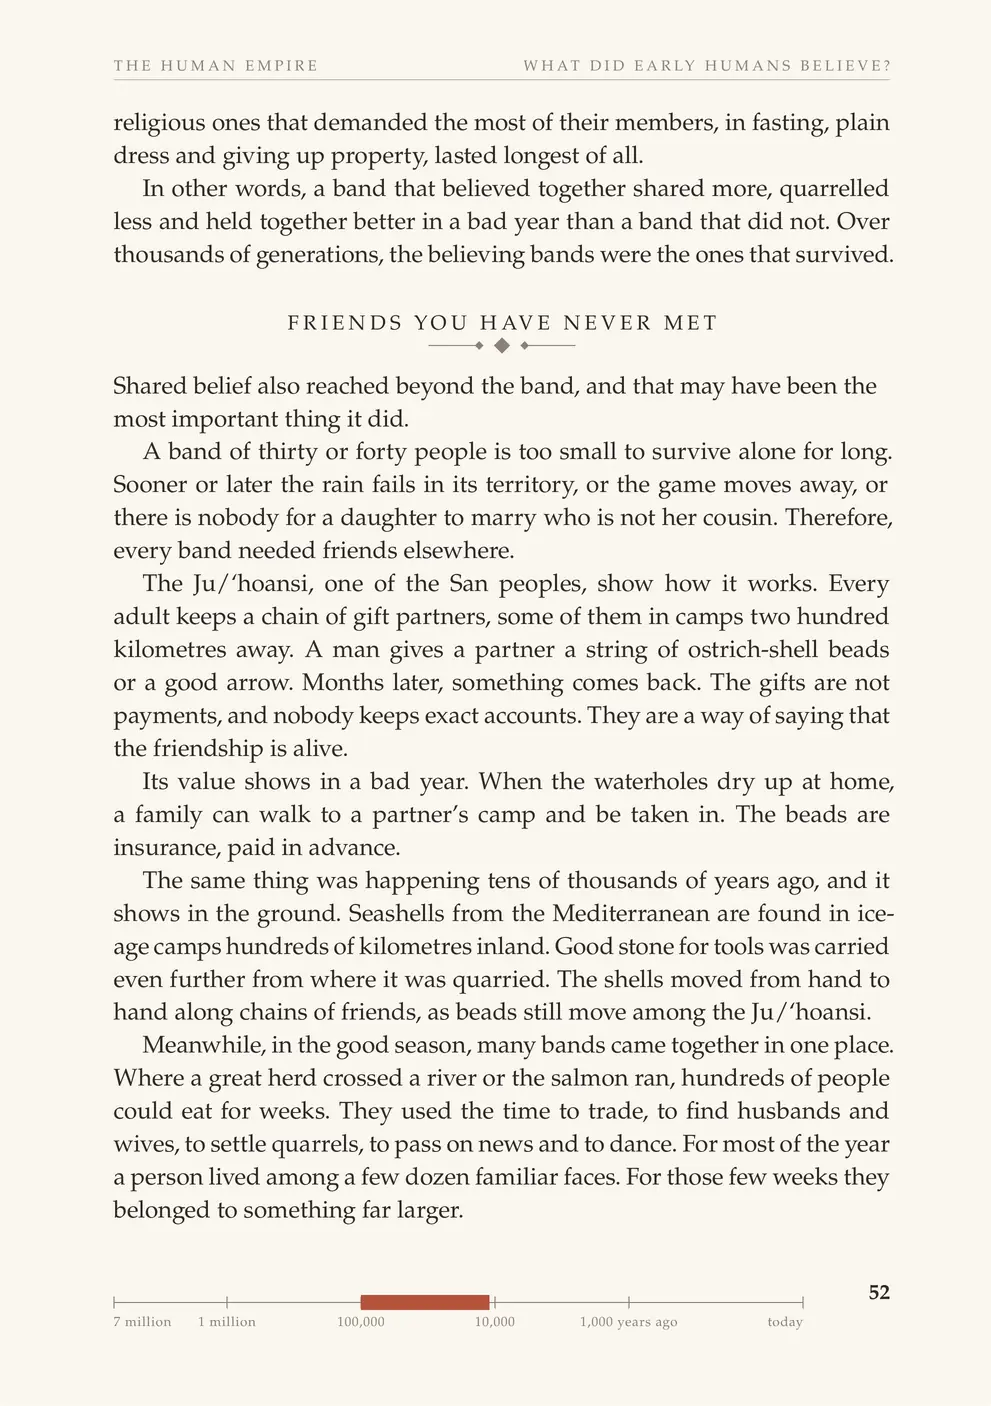 THE HUMAN EMPIRE
WHAT DID EARLY HUMANS BELIEVE?
religious ones that demanded the most of their members, in fasting, plain
dress and giving up property, lasted longest of all.
In other words, a band that believed together shared more, quarrelled
less and held together better in a bad year than a band that did not. Over
thousands of generations, the believing bands were the ones that survived.
FRIENDS YOU HAVE NEVER MET
Shared belief also reached beyond the band, and that may have been the
most important thing it did.
A band of thirty or forty people is too small to survive alone for long.
Sooner or later the rain fails in its territory, or the game moves away, or
there is nobody for a daughter to marry who is not her cousin. Therefore,
every band needed friends elsewhere.
The Ju/‘hoansi, one of the San peoples, show how it works. Every
adult keeps a chain of gift partners, some of them in camps two hundred
kilometres away. A man gives a partner a string of ostrich-shell beads
or a good arrow. Months later, something comes back. The gifts are not
payments, and nobody keeps exact accounts. They are a way of saying that
the friendship is alive.
Its value shows in a bad year. When the waterholes dry up at home,
a family can walk to a partner’s camp and be taken in. The beads are
insurance, paid in advance.
The same thing was happening tens of thousands of years ago, and it
shows in the ground. Seashells from the Mediterranean are found in ice-
age camps hundreds of kilometres inland. Good stone for tools was carried
even further from where it was quarried. The shells moved from hand to
hand along chains of friends, as beads still move among the Ju/‘hoansi.
Meanwhile, in the good season, many bands came together in one place.
Where a great herd crossed a river or the salmon ran, hundreds of people
could eat for weeks. They used the time to trade, to find husbands and
wives, to settle quarrels, to pass on news and to dance. For most of the year
a person lived among a few dozen familiar faces. For those few weeks they
belonged to something far larger.
52
7 million 1 million 100,000 10,000 1,000 years ago today